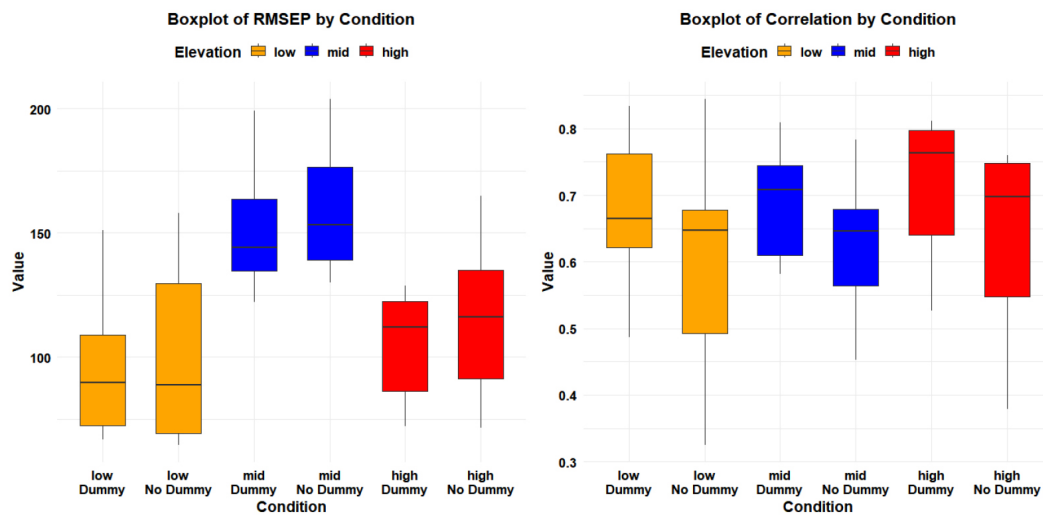 Boxplot of RMSEP by Condition
Elevation low mid high
200
150
100
Value
low mid mid high high
low
Dummy No Dummy Dummy No Dummy Dummy No Dummy
Condition
Boxplot of Correlation by Condition
Elevation low mid high
0.8
0.7
0.6
0.5
0.4
0.3
Value
low low mid mid high high
Dummy No Dummy Dummy No Dummy Dummy No Dummy
Condition